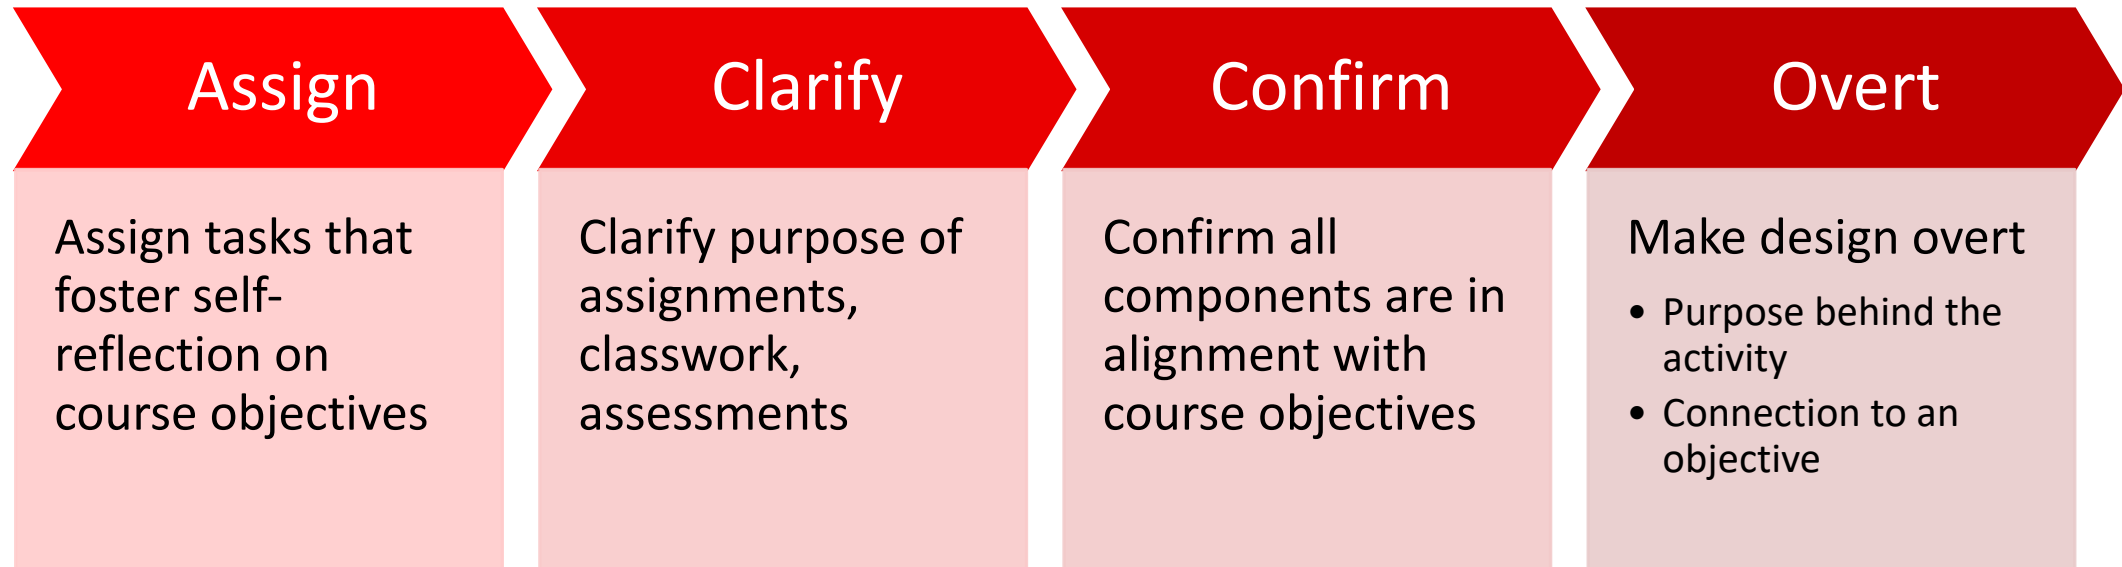 Assign
Assign tasks that
foster self-
reflection on
course objectives
Clarify
Clarify purpose of
assignments,
classwork,
assessments
Confirm
Confirm all
components are in
alignment with
course objectives
Overt
Make design overt
• Purpose behind the
activity
• Connection to an
objective